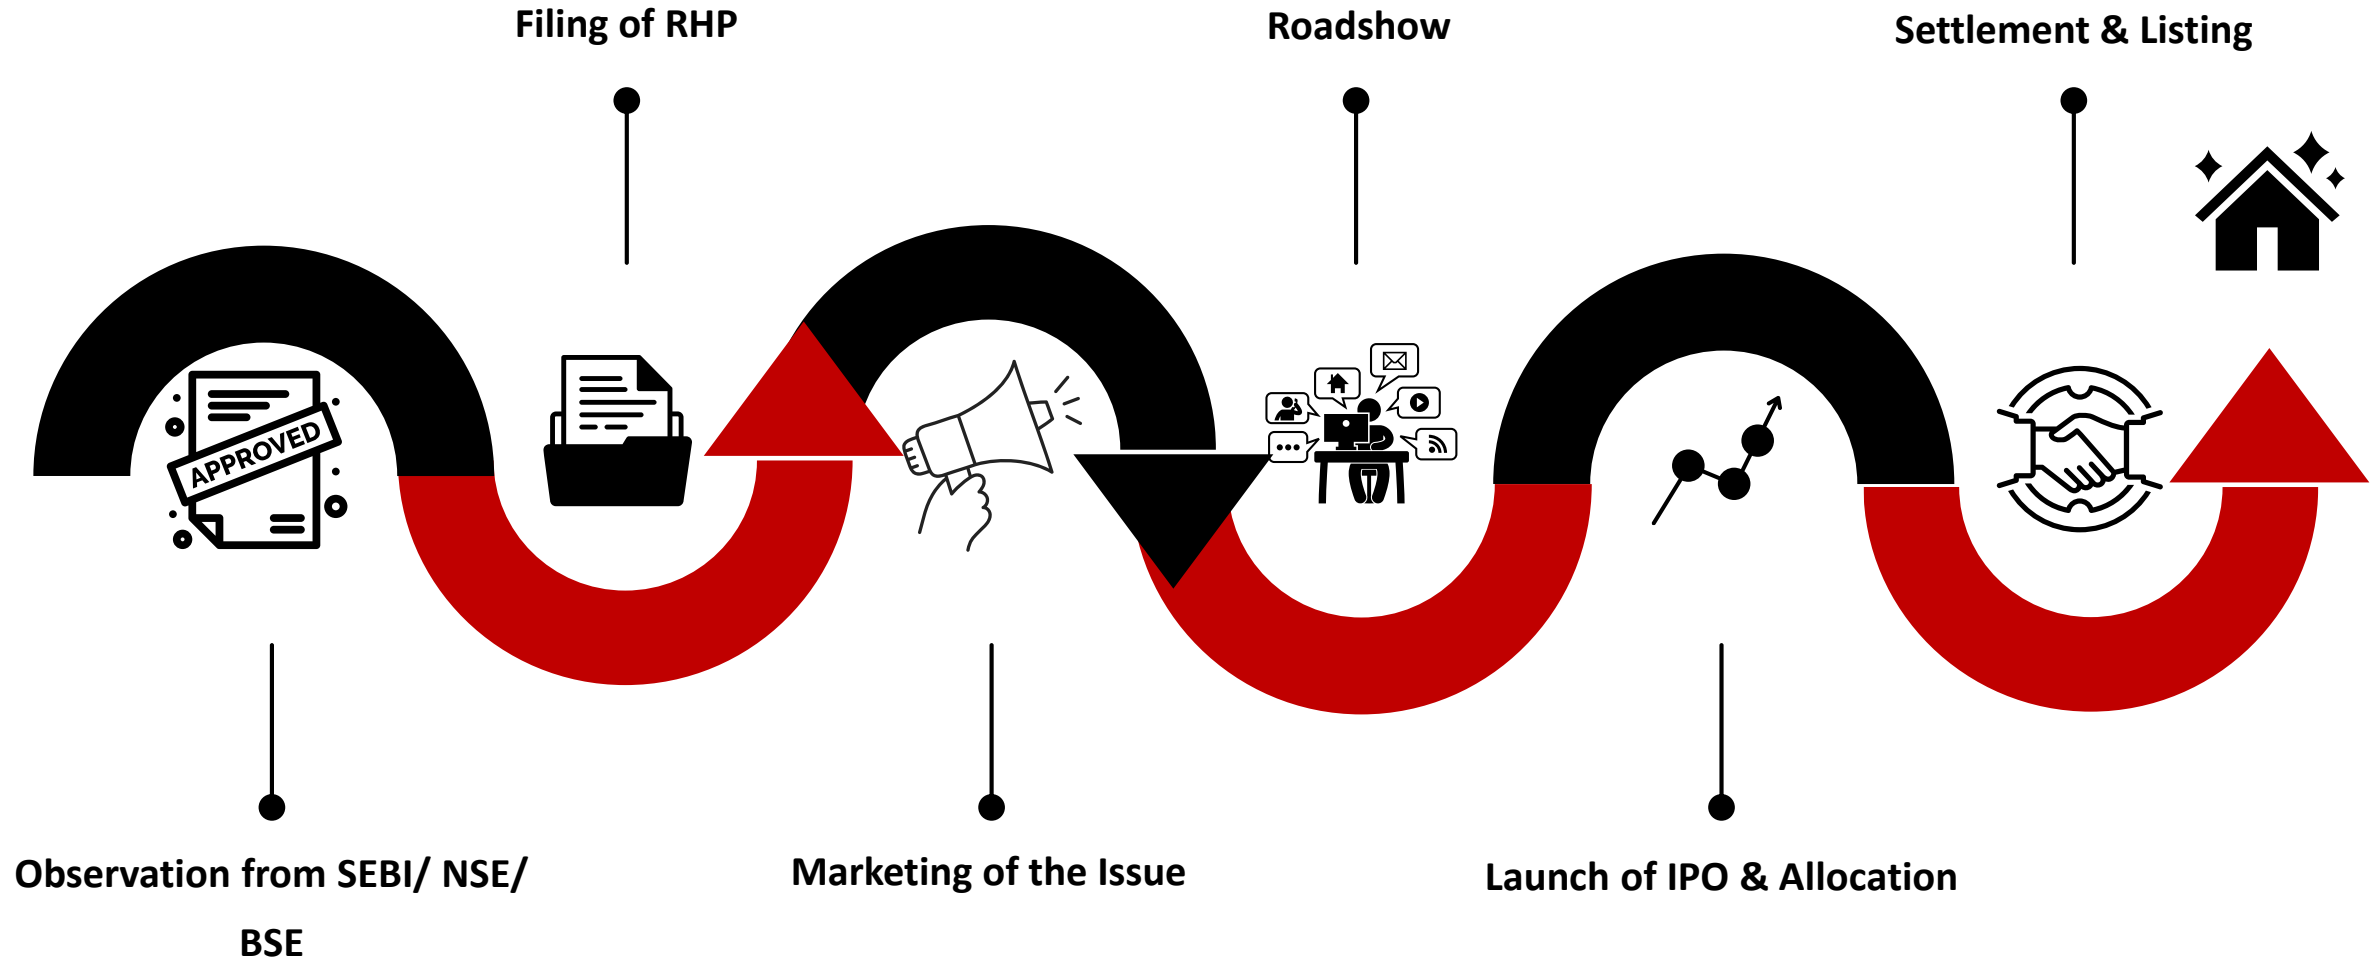 Filing of RHP
Roadshow
Settlement & Listing
APPROVED
Observation from SEBI/ NSE/
BSE
Marketing of the Issue
Launch of IPO & Allocation